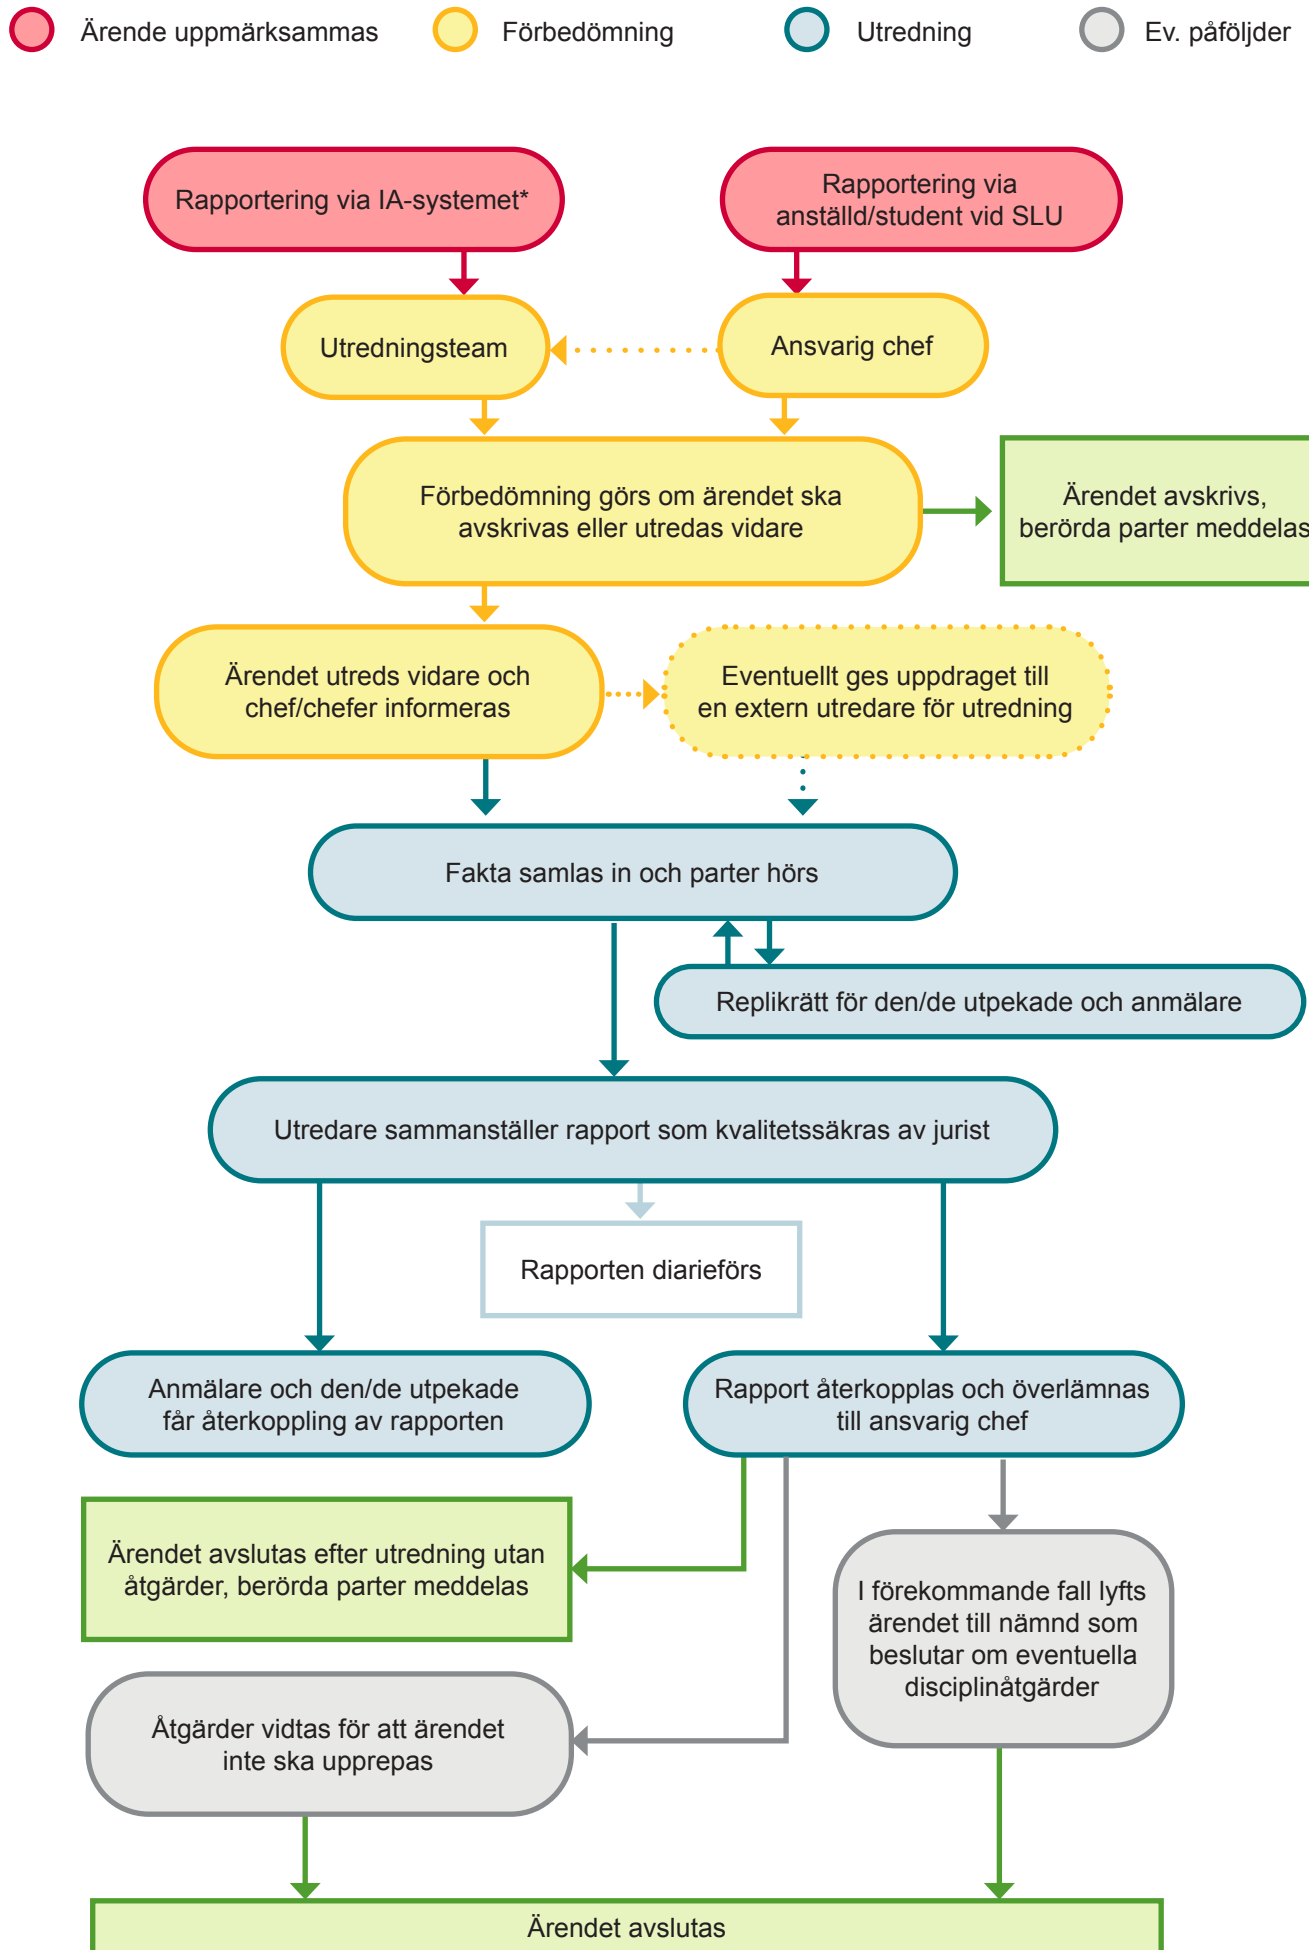 Ärende uppmärksammas
Förbedömning
Utredning
Ev. påföljder
Rapportering via IA-systemet*
Rapportering via
anställd/student vid SLU
Utredningsteam
Ansvarig chef
Förbedömning görs om ärendet ska
avskrivas eller utredas vidare
Ärendet avskrivs,
berörda parter meddelas
Ärendet utreds vidare och
chef/chefer informeras
Eventuellt ges uppdraget till
en extern utredare för utredning
Fakta samlas in och parter hörs
Replikrätt för den/de utpekade och anmälare
Utredare sammanställer rapport som kvalitetssäkras av jurist
Rapporten diarieförs
Anmälare och den/de utpekade
får återkoppling av rapporten
Rapport återkopplas och överlämnas
till ansvarig chef
Ärendet avslutas efter utredning utan
åtgärder, berörda parter meddelas
I förekommande fall lyfts
ärendet till nämnd som
beslutar om eventuella
disciplinåtgärder
Åtgärder vidtas för att ärendet
inte ska upprepas
Ärendet avslutas